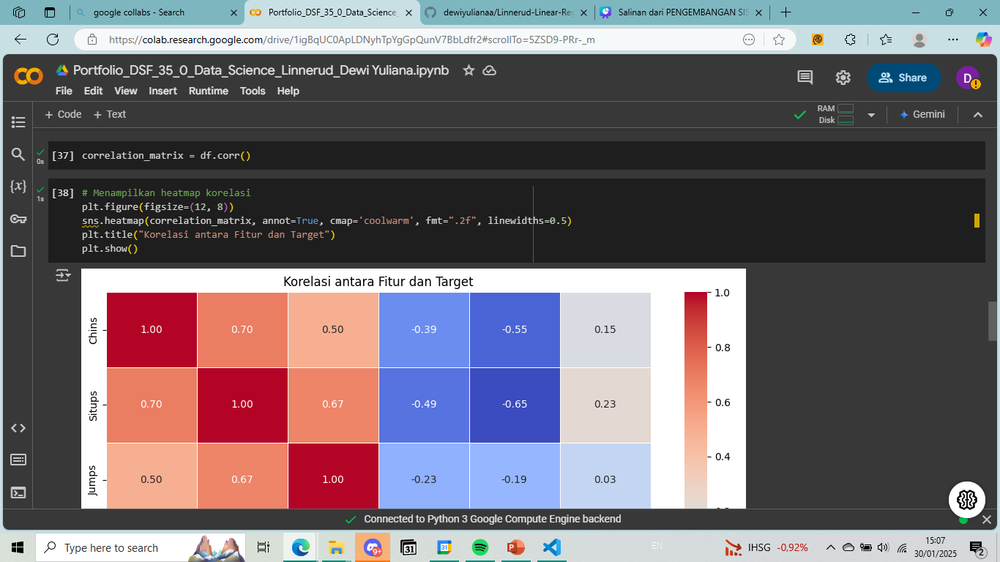 google collabs - Search
Portfolio_DSF_35_0_Data_Science_
dewiyulianaa/Linnerud-Linear-Reg
Salinan dari PENGEMBANGAN SIS
https://colab.research.google.com/drive/1igBqUC0ApLDNyhTpYgGpQunV7BbLdfr2#scrollTo=5ZSD9-PRr-_m
Portfolio_DSF_35_0_Data_Science_Linnerud_Dewi Yuliana.ipynb
Share
D
File Edit View Insert Runtime Tools Help
+ Code + Text
RAM
Disk
Gemini
{x}
0s
[37] correlation_matrix = df.corr()
1s
[38] # Menampilkan heatmap korelasi
plt.figure(figsize=(12, 8))
sns.heatmap(correlation_matrix, annot=True, cmap='coolwarm', fmt=".2f", linewidths=0.5)
plt.title("Korelasi antara Fitur dan Target")
plt.show()
Korelasi antara Fitur dan Target
Chins 1.00 0.70 0.50 -0.39 -0.55 0.15
Situps 0.70 1.00 0.67 -0.49 -0.65 0.23
Jumps 0.50 0.67 1.00 -0.23 -0.19 0.03
1.0
0.8
0.6
0.4
Connected to Python 3 Google Compute Engine backend
Type here to search
9+
31
31
EN
IHSG -0,92%
15:07
30/01/2025
2